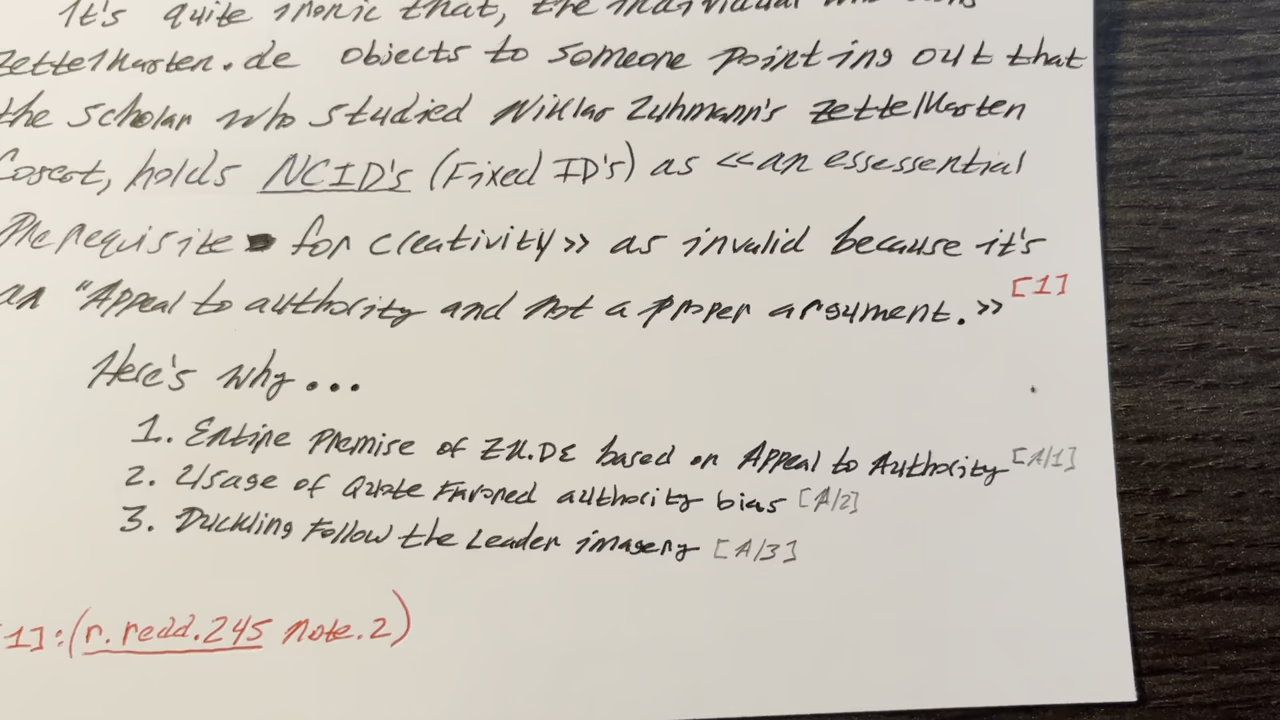 It's quite ironic that, the individual who owns
Zettelkasten.de objects to someone pointing out that
the scholar who studied Niklas Luhmann's Zettelkasten
, holds NCID's (Fixed ID's) as «an essessential
Prerequisite for creativity» as invalid because it's
an "Appeal to authority and not a proper argument.» [1]
Here's why...
1. Entire premise of ZK.DE based on Appeal to Authority [A/1]
2. Usage of Quote Favored authority bias [A/2]
3. Duckling Follow the Leader imagery [A/3]
1]:(r.redd.245 note.2)